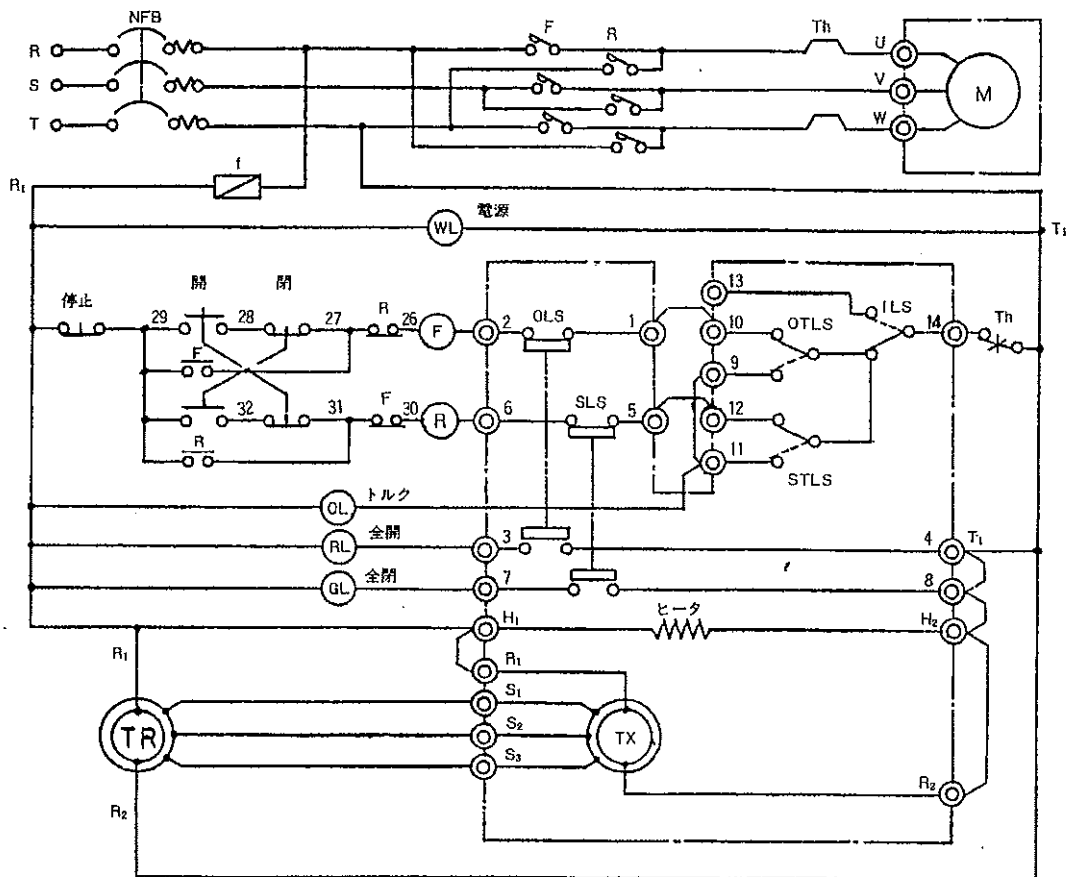 NFB
F
R
Th
R
S
T
U
V
W
M
f
R₁
WL
電源
T₁
停止
開
閉
29
28
27
R
26
F
2
OLS
1
13
10
OTLS
ILS
14
Th
F
9
32
31
F
30
R
6
SLS
5
12
R
11
STLS
OL
トルク
RL
全開
3
4
T₁
GL
全閉
7
8
H₁
ヒータ
H₂
R₁
R₁
S₁
TR
S₂
TX
S₃
R₂
R₂